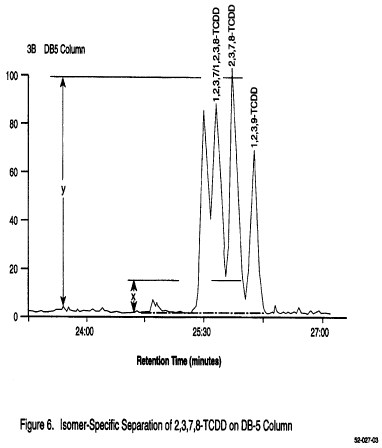 3B DB5 Column
1,2,3,7/1,2,3,8-TCDD
2,3,7,8-TCDD
1,2,3,9-TCDD
100
80
60
40
20
0
y
x
24:00
25:30
27:00
Retention Time (minutes)
Figure 6. Isomer-Specific Separation of 2,3,7,8-TCDD on DB-5 Column
52-027-03